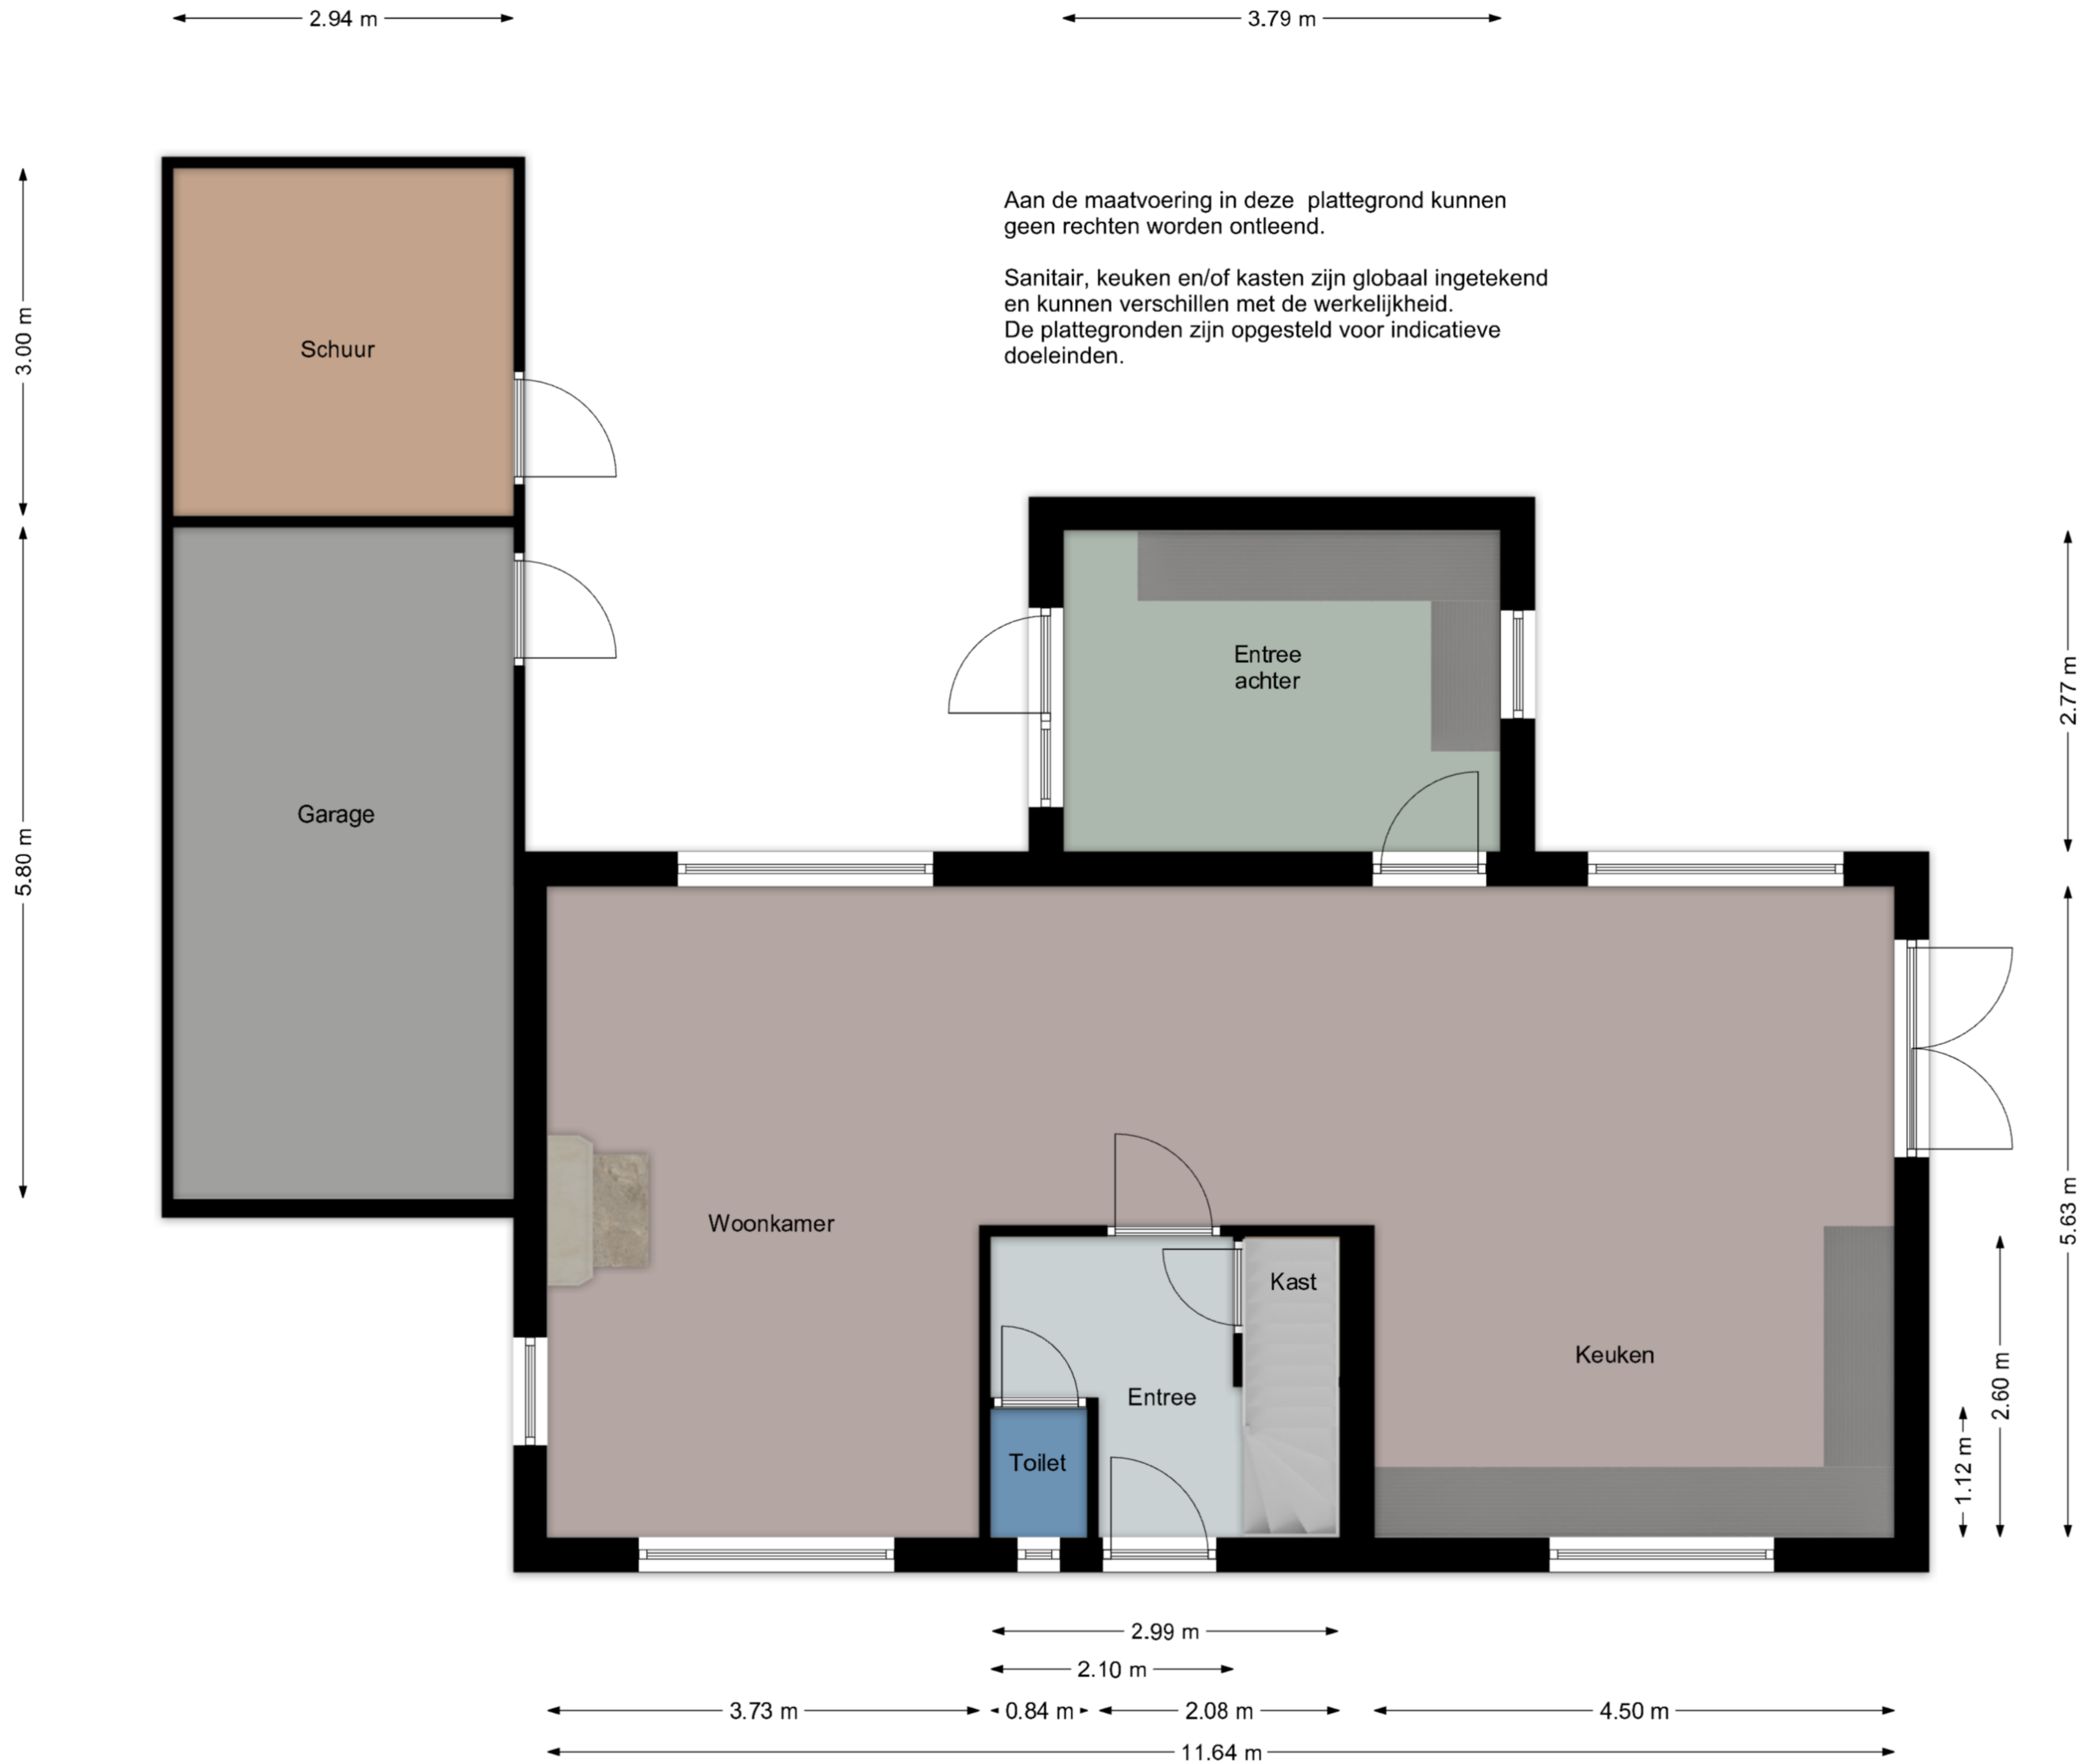 2.94 m
3.79 m
Aan de maatvoering in deze  plattegrond kunnen
geen rechten worden ontleend.
Sanitair, keuken en/of kasten zijn globaal ingetekend
en kunnen verschillen met de werkelijkheid.
De plattegronden zijn opgesteld voor indicatieve
doeleinden.
3.00 m
Schuur
Entree
achter
2.77 m
Garage
5.80 m
Woonkamer
5.63 m
Kast
Keuken
2.60 m
Entree
Toilet
1.12 m
2.99 m
2.10 m
3.73 m
0.84 m
2.08 m
4.50 m
11.64 m